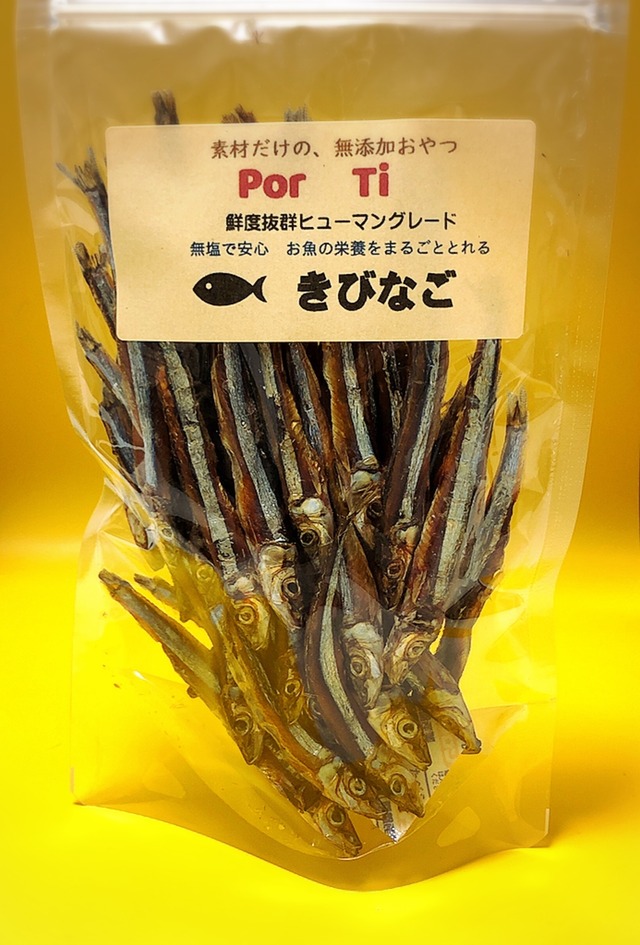 素材だけの、無添加おやつ
Por Ti
鮮度抜群ヒューマングレード
無塩で安心 お魚の栄養をまるごととれる
きびなご